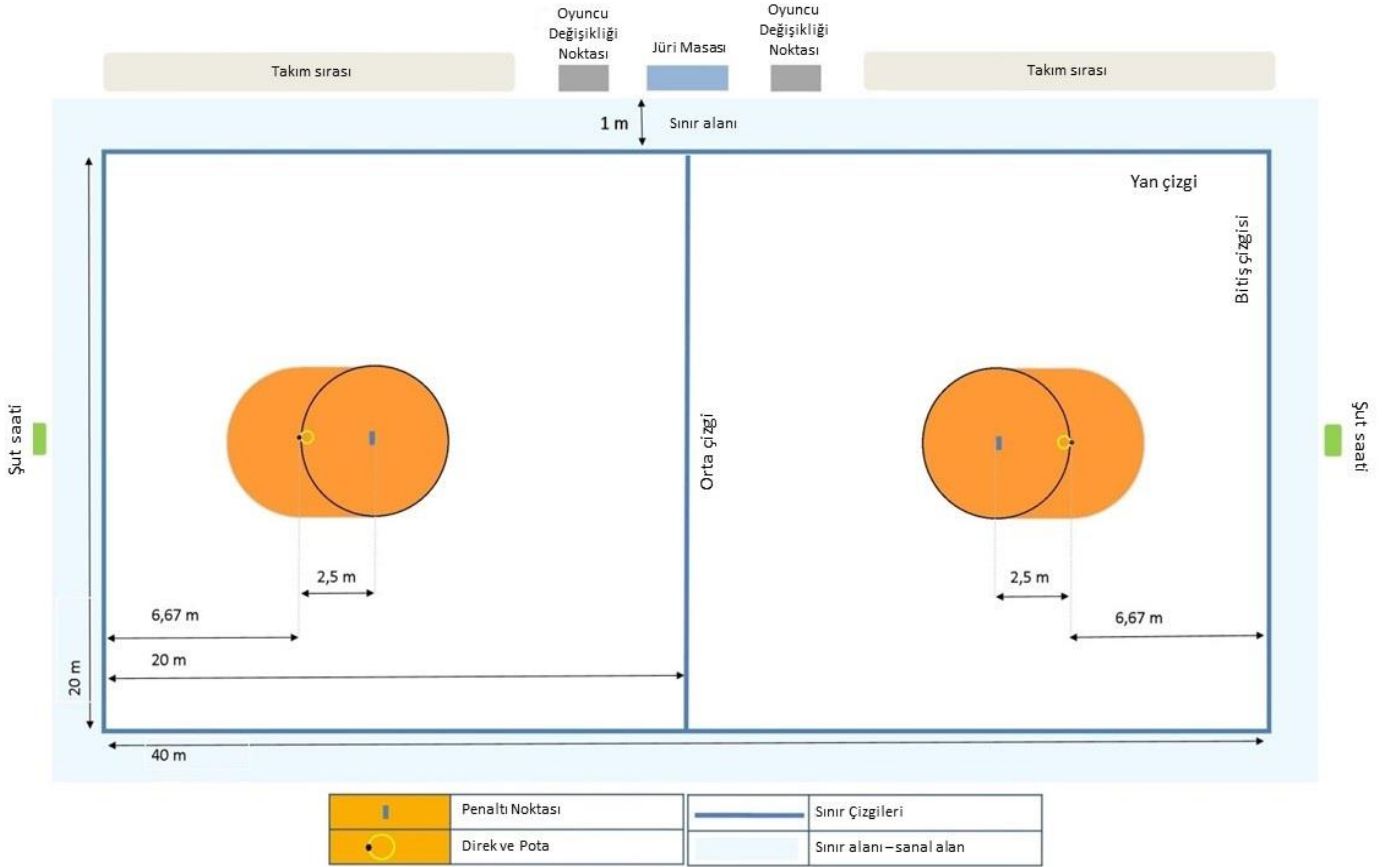 Oyuncu
Değişikliği
Noktası
Jüri Masası
Oyuncu
Değişikliği
Noktası
Takım sırası
Takım sırası
1 m
Sınır alanı
Yan çizgi
Bitiş çizgisi
Orta çizgi
Şut saati
Şut saati
2,5 m
2,5 m
6,67 m
6,67 m
20 m
20 m
40 m
Penaltı Noktası
Sınır Çizgileri
Direk ve Pota
Sınır alanı – sanal alan